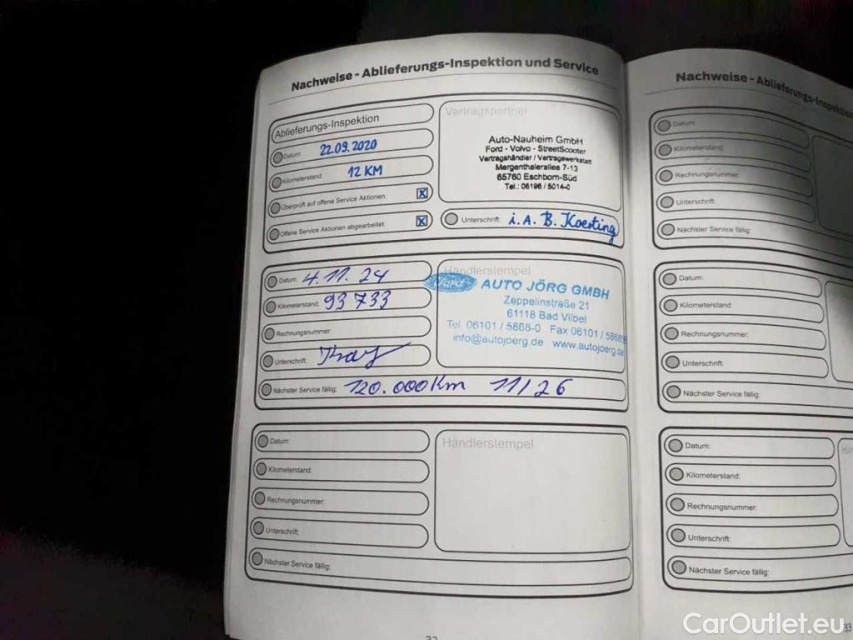 Nachweise - Ablieferungs-Inspektion und Service
Ablieferungs-Inspektion
Datum: 22.09.2020
Kilometerstand: 12 KM
Überprüft auf offene Service Aktionen:
Offene Service Aktionen abgearbeitet:
Vertragspartner
Auto-Nauheim GmbH
Ford - Volvo - StreetScooter
Vertragshändler / Vertragswerkstatt
Mergenthalerallee 7-13
65760 Eschborn-Süd
Tel.: 06196 / 5014-0
Unterschrift: i.A. B. Koesting
Datum: 4.11.24
Kilometerstand: 93733
Rechnungsnummer:
Unterschrift:
Nächster Service fällig: 120.000Km 11/26
Händlerstempel
Ford AUTO JÖRG GMBH
Zeppelinstraße 21
61118 Bad Vilbel
Tel. 06101 / 5868-0 Fax 06101 /
info@autojoerg.de www.autojoerg.de
Datum:
Kilometerstand:
Rechnungsnummer:
Unterschrift:
Nächster Service fällig:
Händlerstempel
Nachweise - Ablieferungs-
Datum:
Kilometerstand:
Rechnungsnummer:
Unterschrift:
Nächster Service fällig:
Datum:
Kilometerstand:
Rechnungsnummer:
Unterschrift:
Nächster Service fällig:
Datum:
Kilometerstand:
Rechnungsnummer:
Unterschrift:
Nächster Service fällig:
CarOutlet.eu